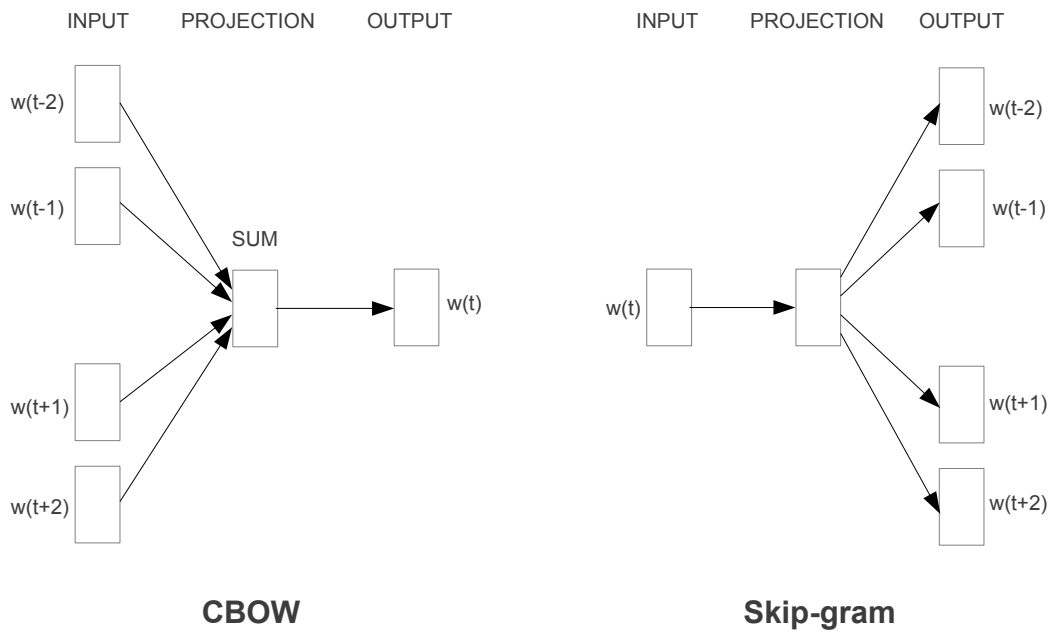 INPUT PROJECTION OUTPUT
w(t-2)
w(t-1)
SUM
w(t)
w(t+1)
w(t+2)
CBOW
INPUT PROJECTION OUTPUT
w(t-2)
w(t-1)
w(t)
w(t+1)
w(t+2)
Skip-gram